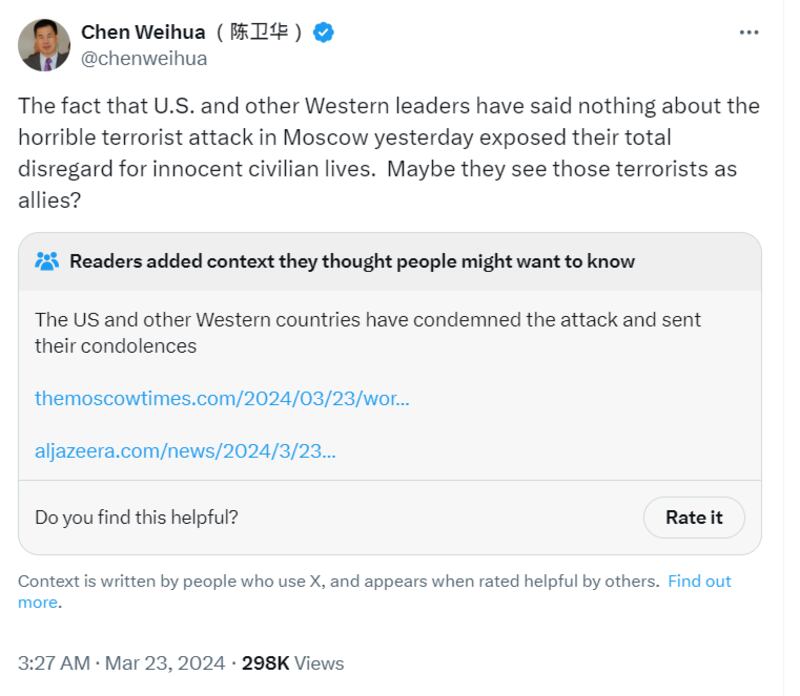 Chen Weihua（陈卫华）
@chenweihua
The fact that U.S. and other Western leaders have said nothing about the
horrible terrorist attack in Moscow yesterday exposed their total
disregard for innocent civilian lives.  Maybe they see those terrorists as
allies?
Readers added context they thought people might want to know
The US and other Western countries have condemned the attack and sent
their condolences
themoscowtimes.com/2024/03/23/wor...
aljazeera.com/news/2024/3/23...
Do you find this helpful?
Rate it
Context is written by people who use X, and appears when rated helpful by others.  Find out
more.
3:27 AM · Mar 23, 2024 · 298K Views